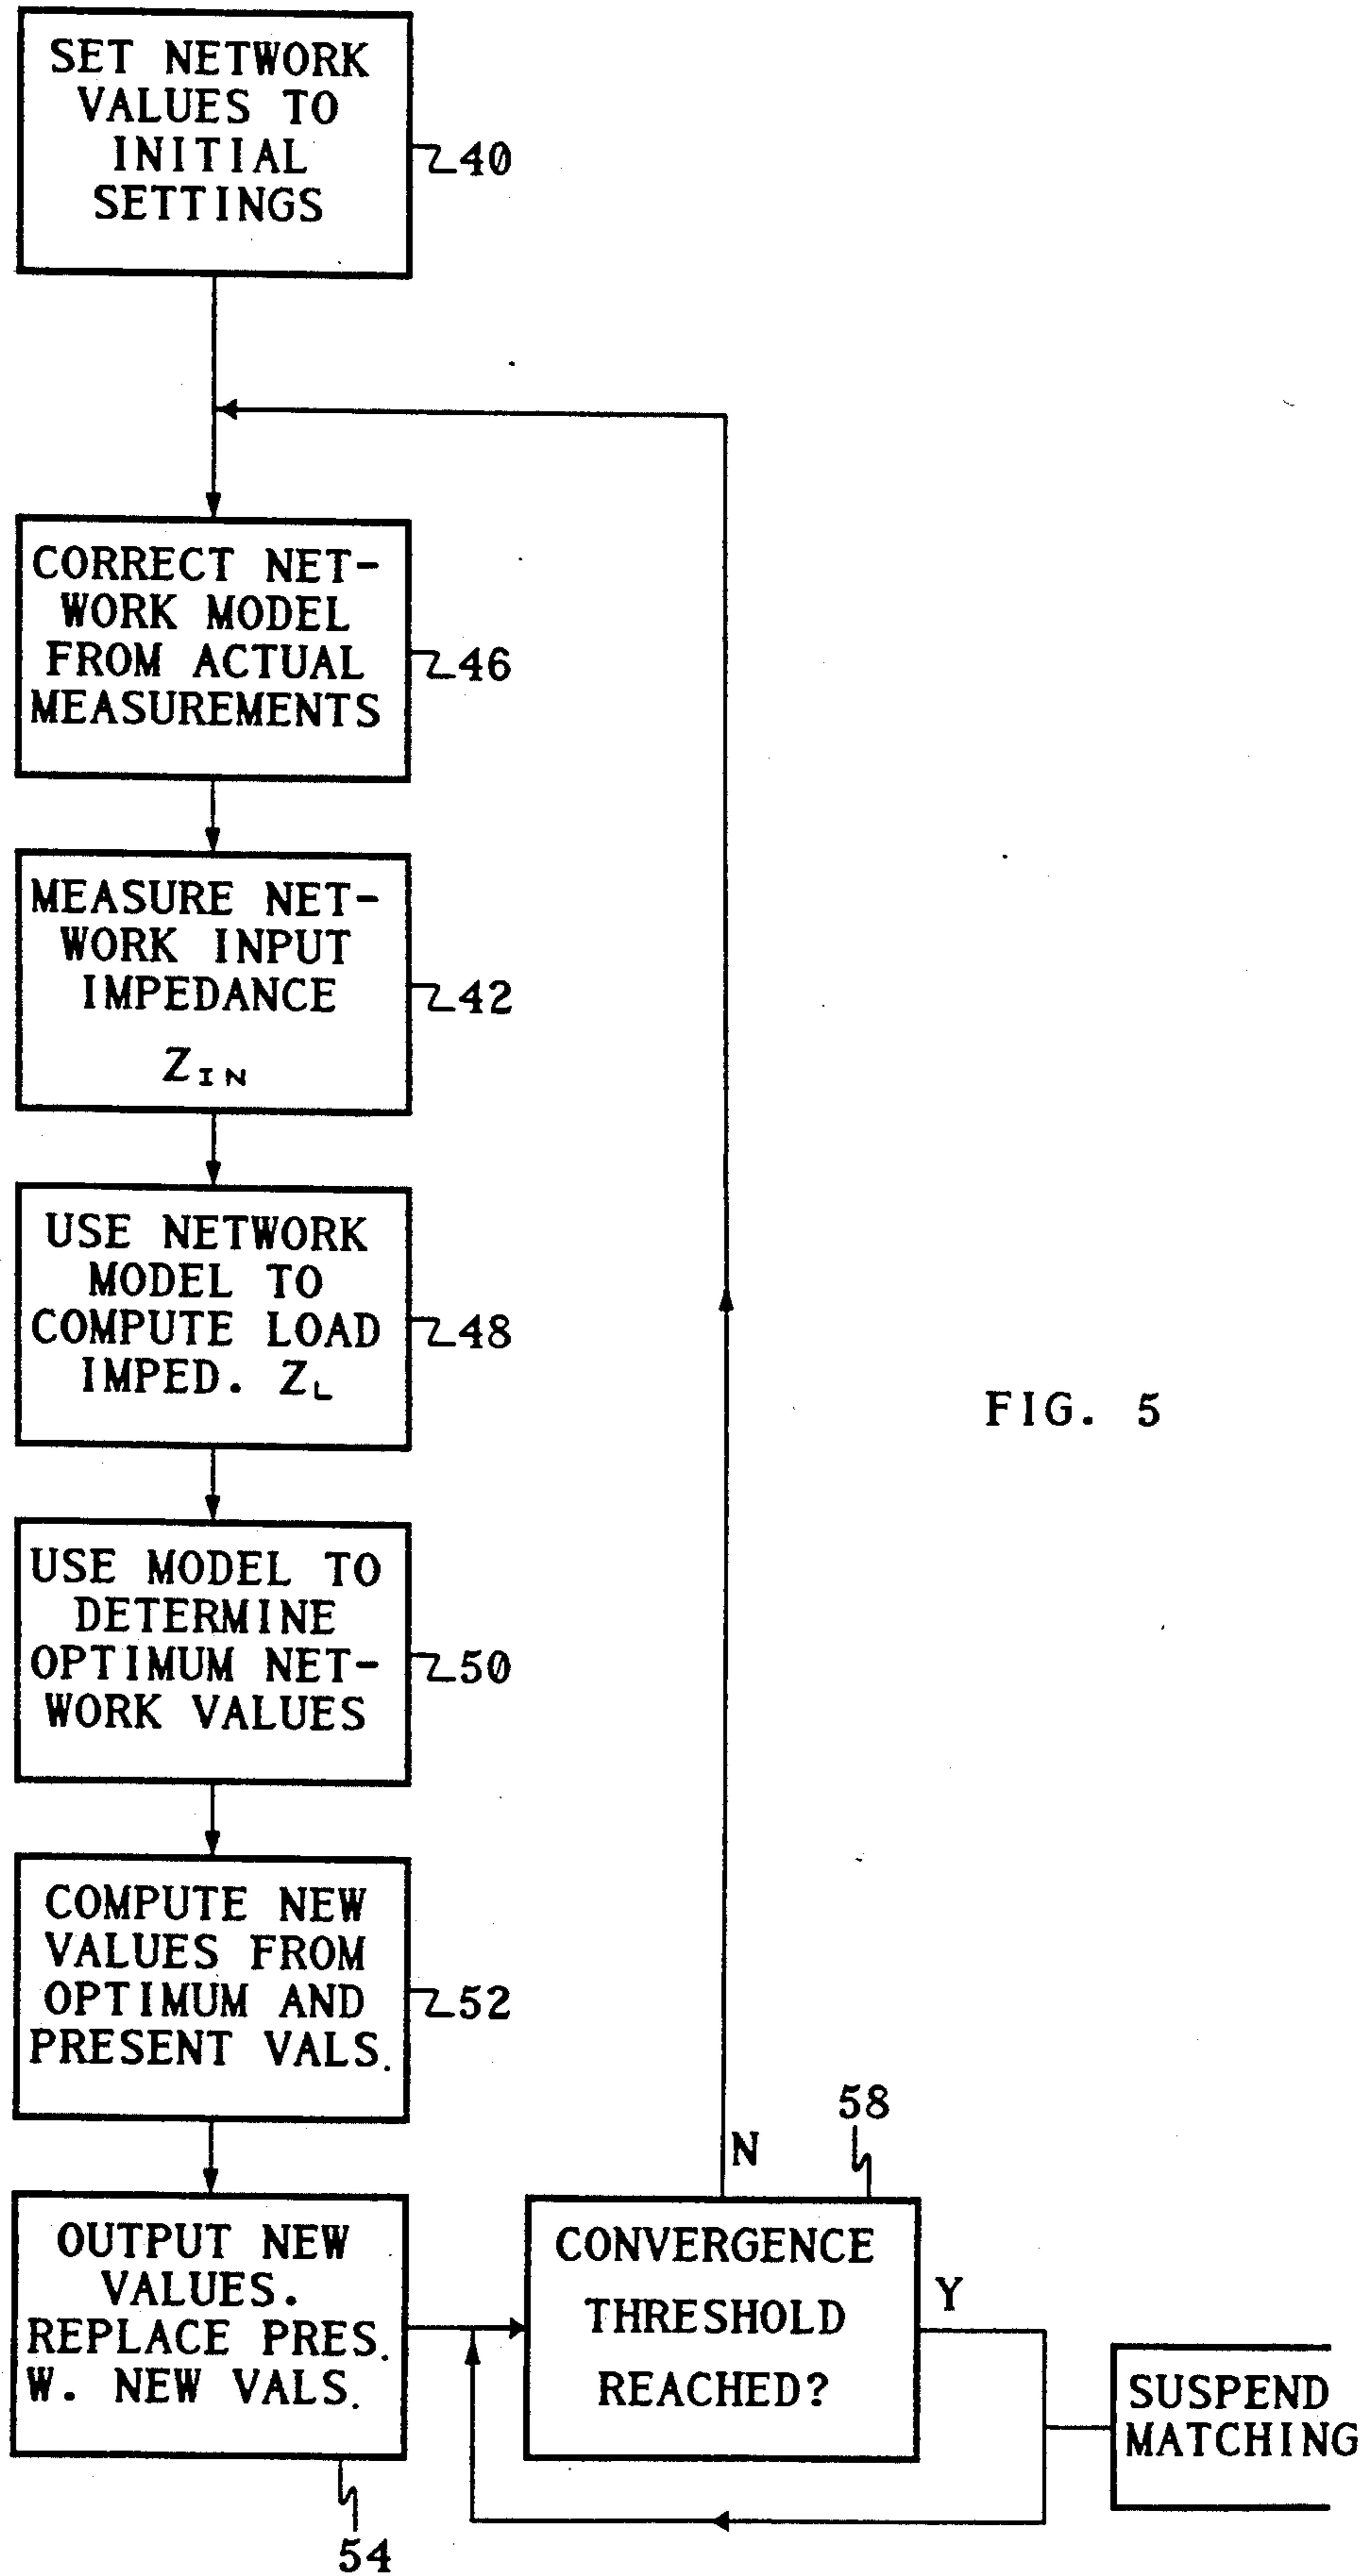 SET NETWORK
VALUES TO
INITIAL
SETTINGS
40
CORRECT NET-
WORK MODEL
FROM ACTUAL
MEASUREMENTS
46
MEASURE NET-
WORK INPUT
IMPEDANCE
ZIN
42
USE NETWORK
MODEL TO
COMPUTE LOAD
IMPED. ZL
48
FIG. 5
USE MODEL TO
DETERMINE
OPTIMUM NET-
WORK VALUES
50
COMPUTE NEW
VALUES FROM
OPTIMUM AND
PRESENT VALS.
52
OUTPUT NEW
VALUES.
REPLACE PRES.
W. NEW VALS.
54
N
58
CONVERGENCE
THRESHOLD
REACHED?
Y
SUSPEND
MATCHING